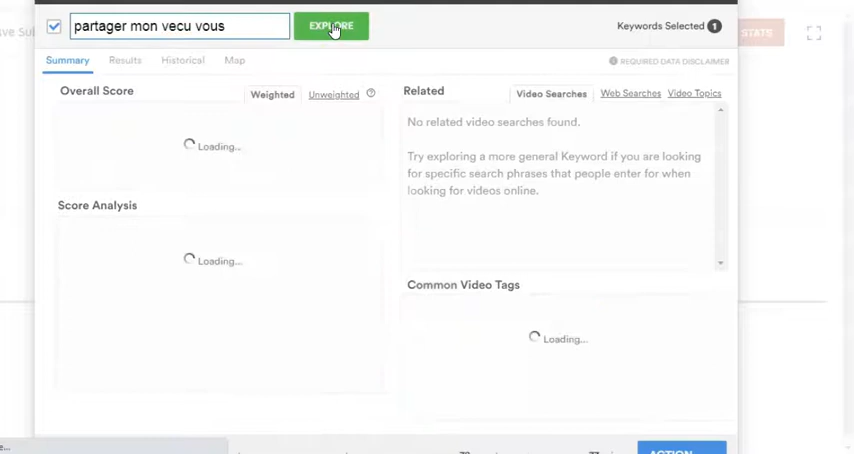 partager mon vecu vous EXPLORE Keywords Selected 1
STATS
Summary Results Historical Map REQUIRED DATA DISCLAIMER
Overall Score Weighted Unweighted
Loading...
Score Analysis
Loading...
Related Video Searches Web Searches Video Topics
No related video searches found.
Try exploring a more general Keyword if you are looking
for specific search phrases that people enter for when
looking for videos online.
Common Video Tags
Loading...
ACTION